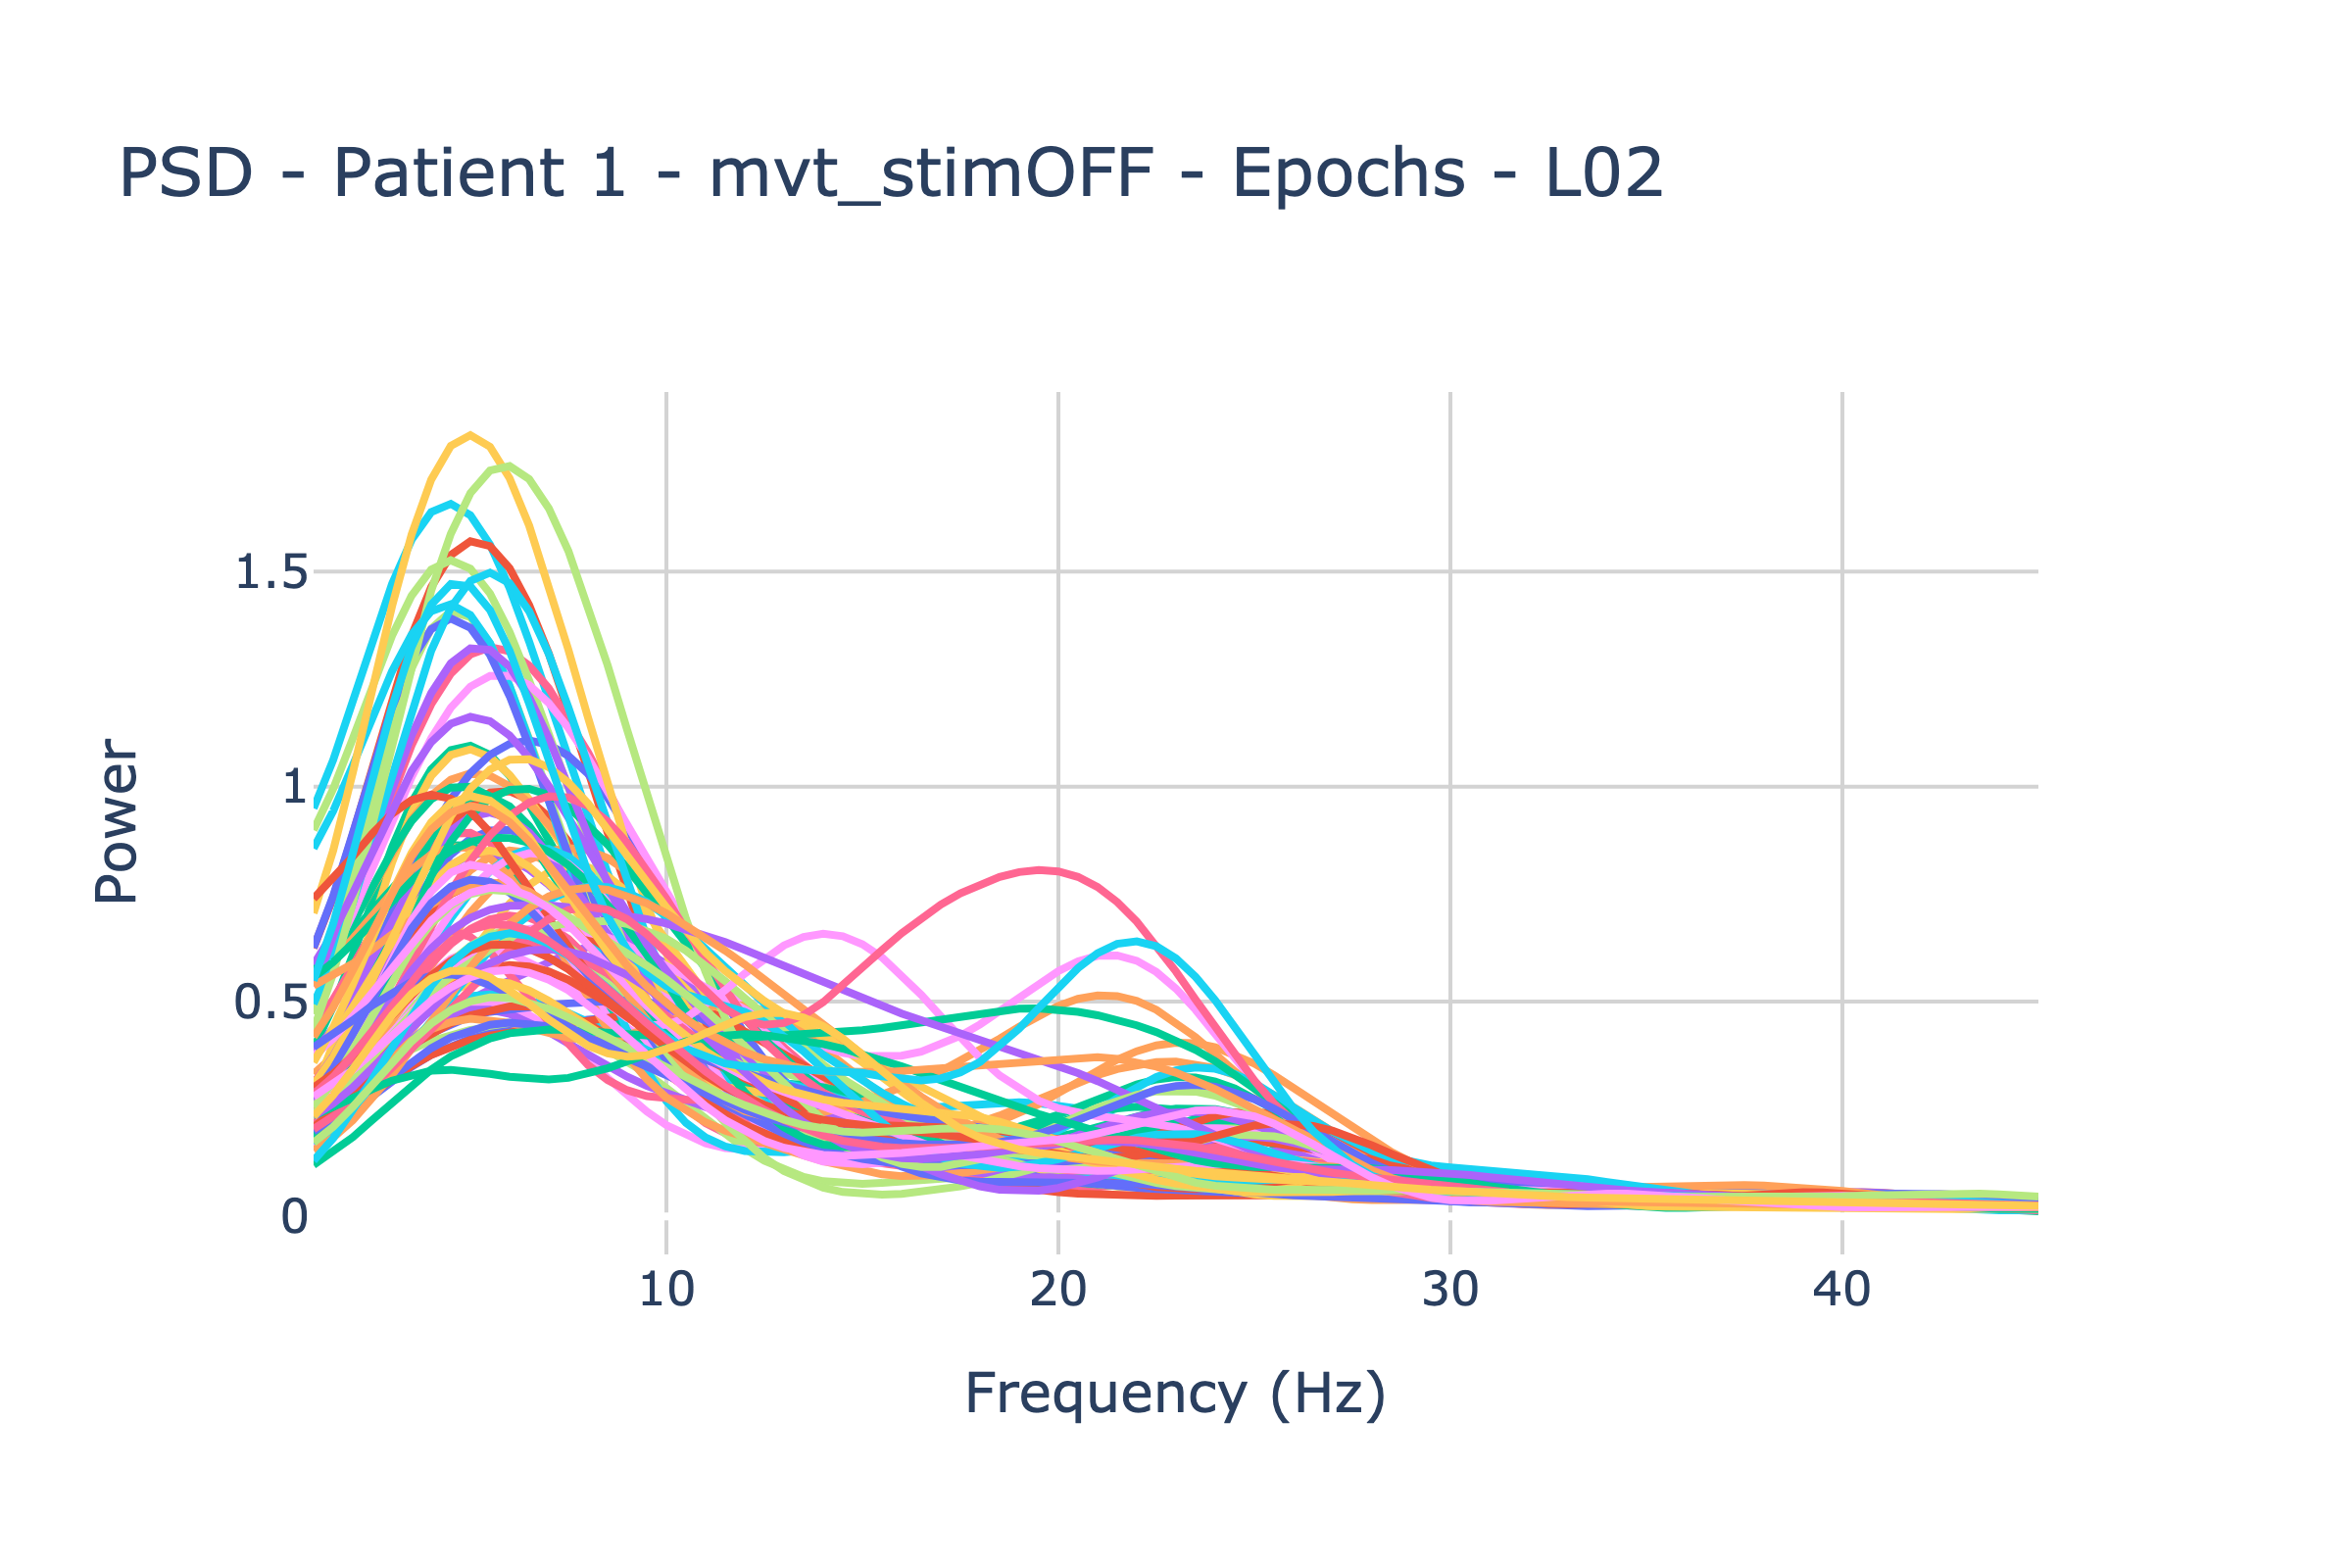 PSD - Patient 1 - mvt_stimOFF - Epochs - L02
1.5
1
0.5
0
Power
10 20 30 40
Frequency (Hz)